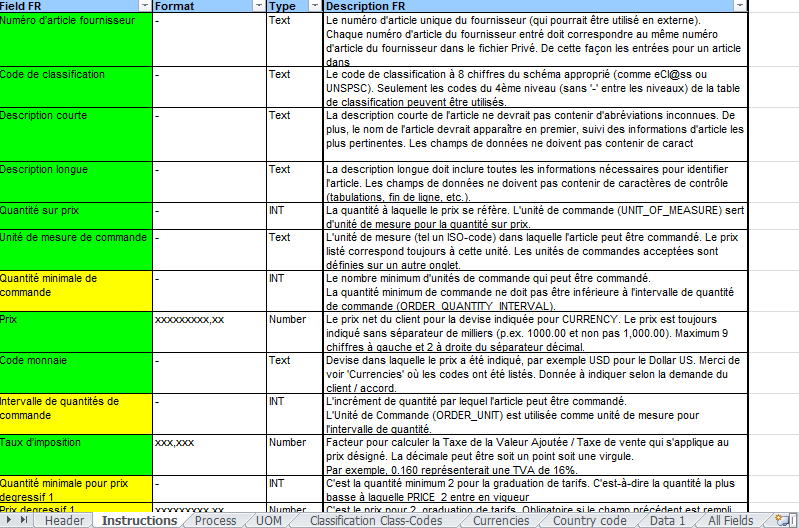 Field FR Format Type Description FR
Numéro d'article fournisseur - Text Le numéro d'article unique du fournisseur (qui pourrait être utilisé en externe).
Chaque numéro d'article du fournisseur entré doit correspondre au même numéro
d'article du fournisseur dans le fichier Privé. De cette façon les entrées pour un article
dans
Code de classification - Text Le code de classification à 8 chiffres du schéma approprié (comme eCl@ss ou
UNSPSC). Seulement les codes du 4ème niveau (sans '-' entre les niveaux) de la table
de classification peuvent être utilisés.
Description courte - Text La description courte de l'article ne devrait pas contenir d'abréviations inconnues. De
plus, le nom de l'article devrait apparaître en premier, suivi des informations d'article les
plus pertinentes. Les champs de données ne doivent pas contenir de caract
Description longue - Text La description longue doit inclure toutes les informations nécessaires pour identifier
l'article. Les champs de données ne doivent pas contenir de caractères de contrôle
(tabulations, fin de ligne, etc.).
Quantité sur prix - INT La quantité à laquelle le prix se réfère. L'unité de commande (UNIT_OF_MEASURE) sert
d'unité de mesure pour la quantité sur prix.
Unité de mesure de commande - Text L'unité de mesure (tel un ISO-code) dans laquelle l'article peut être commandé. Le prix
listé correspond toujours à cette unité. Les unités de commandes acceptées sont
définies sur un autre onglet.
Quantité minimale de - INT Le nombre minimum d'unités de commande qui peut être commandé.
commande La quantité minimum de commande ne doit pas être inférieure à l'intervalle de quantité
de commande (ORDER_QUANTITY_INTERVAL).
Prix xxxxxxxxx,xx Number Le prix net du client pour la devise indiquée pour CURRENCY. Le prix est toujours
indiqué sans séparateur de milliers (p.ex. 1000.00 et non pas 1,000.00). Maximum 9
chiffres à gauche et 2 à droite du séparateur décimal.
Code monnaie - Text Devise dans laquelle le prix a été indiqué, par exemple USD pour le Dollar US. Merci de
voir 'Currencies' où les codes ont été listés. Donnée à indiquer selon la demande du
client / accord.
Intervalle de quantités de - INT L'incrément de quantité par lequel l'article peut être commandé.
commande L'Unité de Commande (ORDER_UNIT) est utilisée comme unité de mesure pour
l'intervalle de quantité.
Taux d'imposition xxx,xxx Number Facteur pour calculer la Taxe de la Valeur Ajoutée / Taxe de vente qui s'applique au
prix désigné. La décimale peut être soit un point soit une virgule.
Par exemple, 0.160 représenterait une TVA de 16%.
Quantité minimale pour prix - INT C'est la quantité minimum 2 pour la graduation de tarifs. C'est-à-dire la quantité la plus
degressif 1 basse à laquelle PRICE_2 entre en vigueur
Prix degressif 1 xxxxxxxxx,xx Number C'est le prix pour 2. graduation de tarifs. Obligatoire si le champ précédent est rempli.
Header Instructions Process UOM Classification Class-Codes Currencies Country code Data 1 All Fields